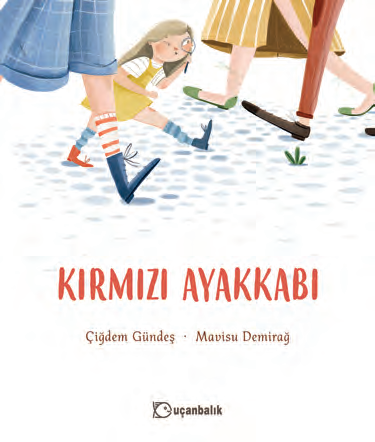 KIRMIZI AYAKKABI
Çiğdem Gündeş · Mavisu Demirağ
uçanbalık